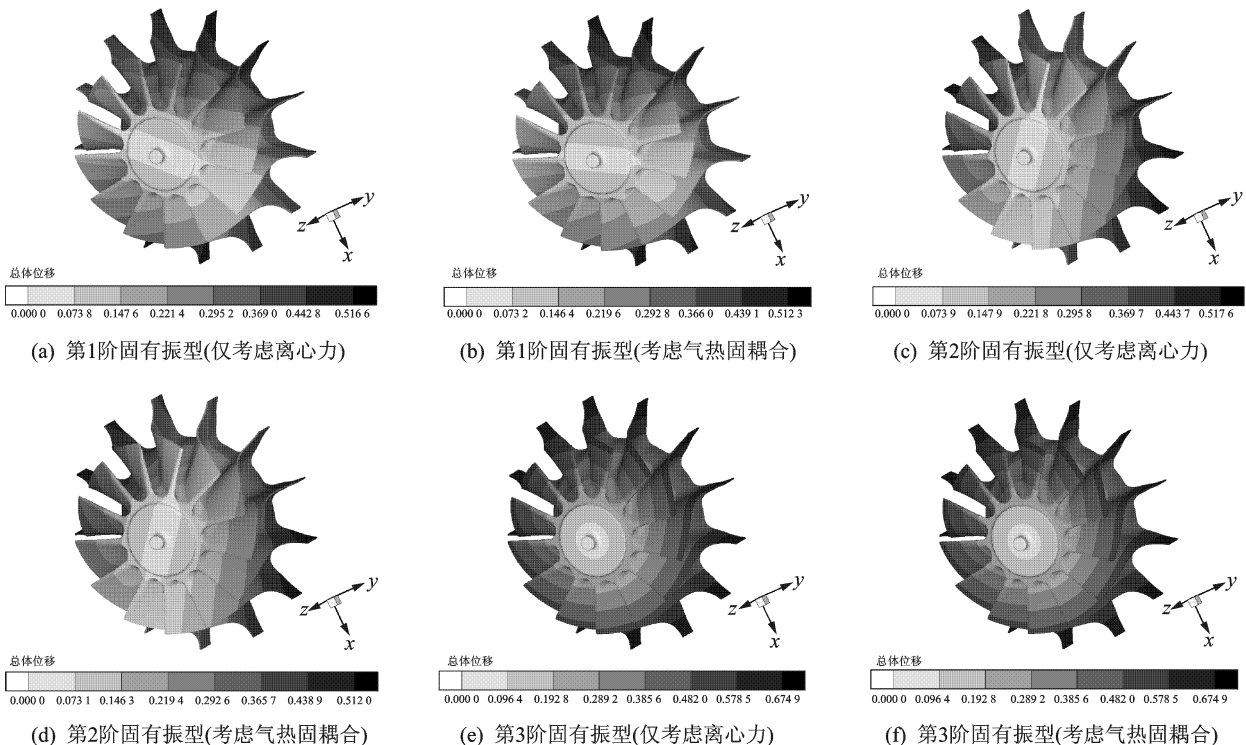 z
y
x
z
y
x
z
y
x
总体位移
0.000 0 0.073 8 0.147 6 0.221 4 0.295 2 0.369 0 0.442 8 0.516 6
总体位移
0.000 0 0.073 2 0.146 4 0.219 6 0.292 8 0.366 0 0.439 1 0.512 3
总体位移
0.000 0 0.073 9 0.147 9 0.221 8 0.295 8 0.369 7 0.443 7 0.517 6
(a) 第1阶固有振型(仅考虑离心力)
(b) 第1阶固有振型(考虑气热固耦合)
(c) 第2阶固有振型(仅考虑离心力)
z
y
x
z
y
x
z
y
x
总体位移
0.000 0 0.073 1 0.146 3 0.219 4 0.292 6 0.365 7 0.438 9 0.512 0
总体位移
0.000 0 0.096 4 0.192 8 0.289 2 0.385 6 0.482 0 0.578 5 0.674 9
总体位移
0.000 0 0.096 4 0.192 8 0.289 2 0.385 6 0.482 0 0.578 5 0.674 9
(d) 第2阶固有振型(考虑气热固耦合)
(e) 第3阶固有振型(仅考虑离心力)
(f) 第3阶固有振型(考虑气热固耦合)